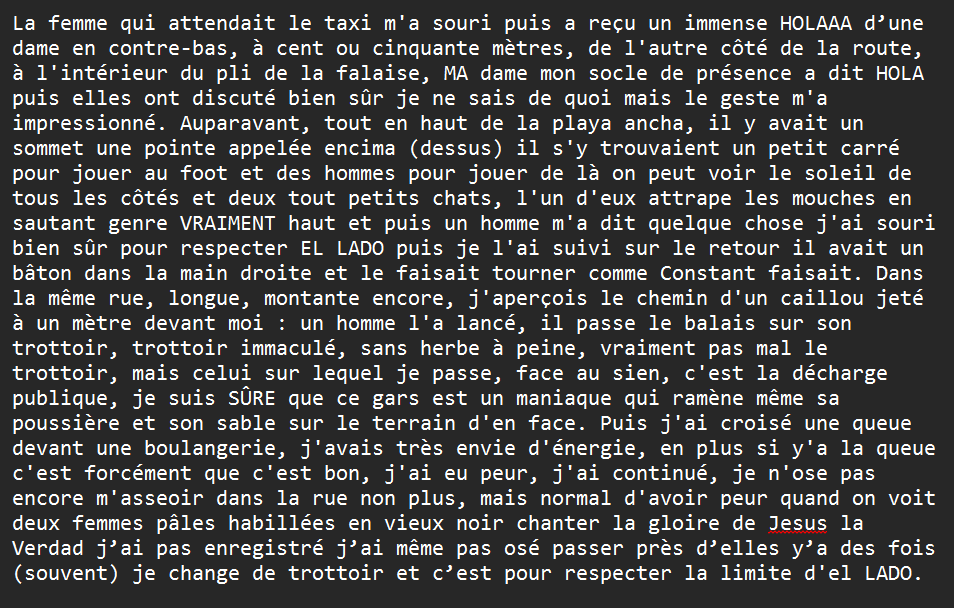 La femme qui attendait le taxi m'a souri puis a reçu un immense HOLAAA d’une
dame en contre-bas, à cent ou cinquante mètres, de l'autre côté de la route,
à l'intérieur du pli de la falaise, MA dame mon socle de présence a dit HOLA
puis elles ont discuté bien sûr je ne sais de quoi mais le geste m'a
impressionné. Auparavant, tout en haut de la playa ancha, il y avait un
sommet une pointe appelée encima (dessus) il s'y trouvaient un petit carré
pour jouer au foot et des hommes pour jouer de là on peut voir le soleil de
tous les côtés et deux tout petits chats, l'un d'eux attrape les mouches en
sautant genre VRAIMENT haut et puis un homme m'a dit quelque chose j'ai souri
bien sûr pour respecter EL LADO puis je l'ai suivi sur le retour il avait un
bâton dans la main droite et le faisait tourner comme Constant faisait. Dans
la même rue, longue, montante encore, j'aperçois le chemin d'un caillou jeté
à un mètre devant moi : un homme l'a lancé, il passe le balais sur son
trottoir, trottoir immaculé, sans herbe à peine, vraiment pas mal le
trottoir, mais celui sur lequel je passe, face au sien, c'est la décharge
publique, je suis SÛRE que ce gars est un maniaque qui ramène même sa
poussière et son sable sur le terrain d'en face. Puis j'ai croisé une queue
devant une boulangerie, j'avais très envie d'énergie, en plus si y'a la queue
c'est forcément que c'est bon, j'ai eu peur, j'ai continué, je n'ose pas
encore m'asseoir dans la rue non plus, mais normal d'avoir peur quand on voit
deux femmes pâles habillées en vieux noir chanter la gloire de Jesus la
Verdad j’ai pas enregistré j’ai même pas osé passer près d’elles y’a des fois
(souvent) je change de trottoir et c’est pour respecter la limite d'el LADO.